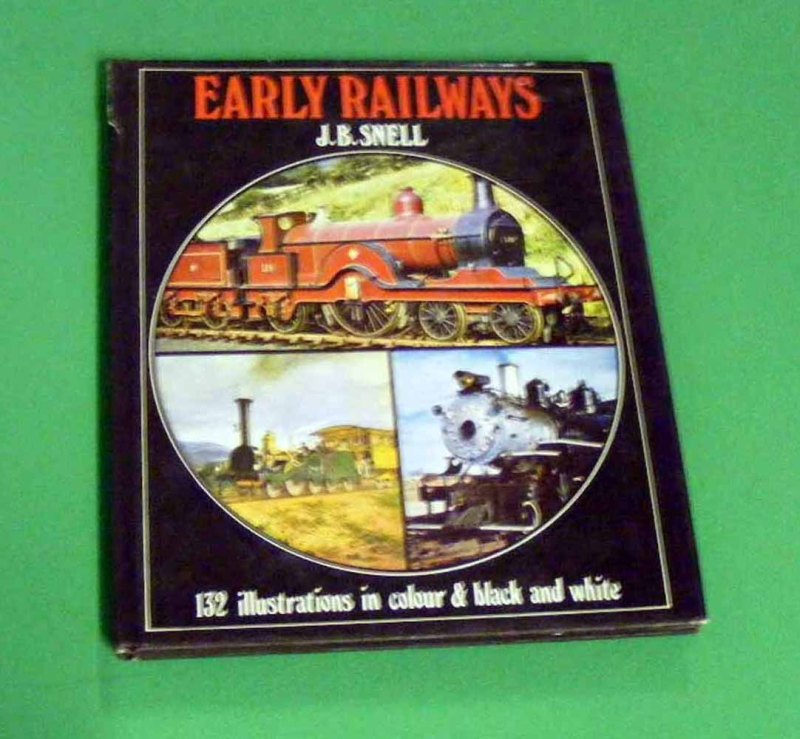 EARLY RAILWAYS
J.B. SNELL
132 illustrations in colour & black and white